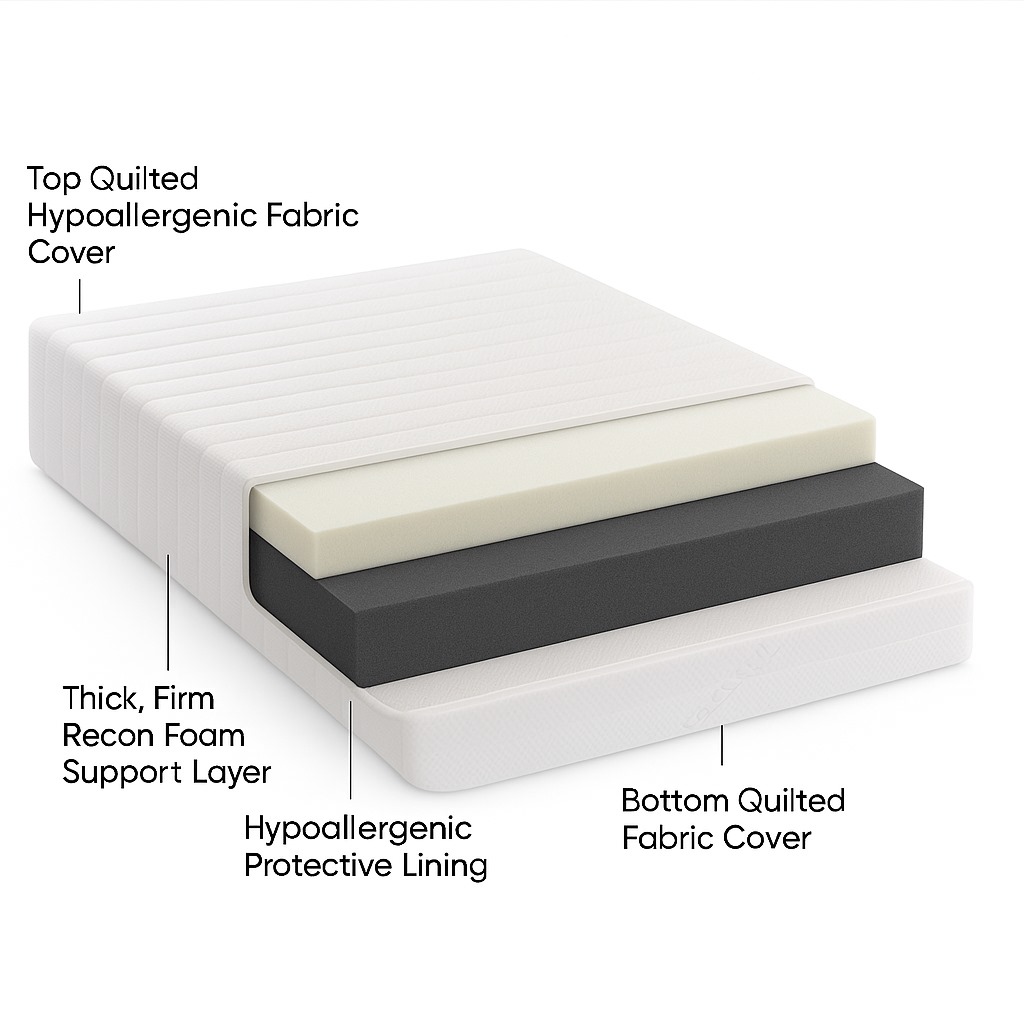 Top Quilted
Hypoallergenic Fabric
Cover
Thick, Firm
Recon Foam
Support Layer
Hypoallergenic
Protective Lining
Bottom Quilted
Fabric Cover